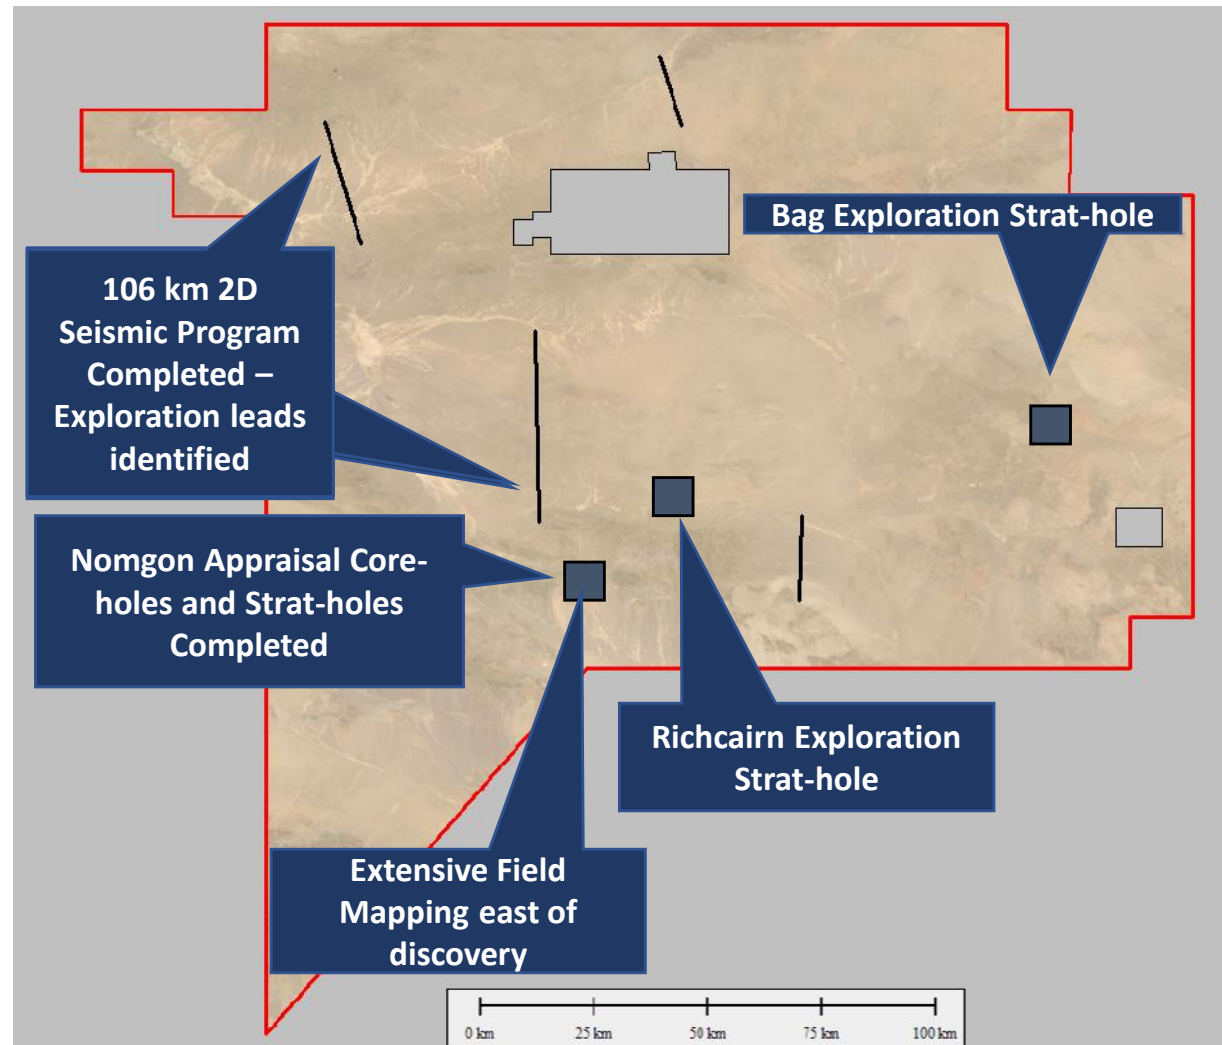 Bag Exploration Strat-hole
106 km 2D
Seismic Program
Completed –
Exploration leads
identified
Nomgon Appraisal Core-
holes and Strat-holes
Completed
Richcairn Exploration
Strat-hole
Extensive Field
Mapping east of
discovery
0 km 25 km 50 km 75 km 100 km